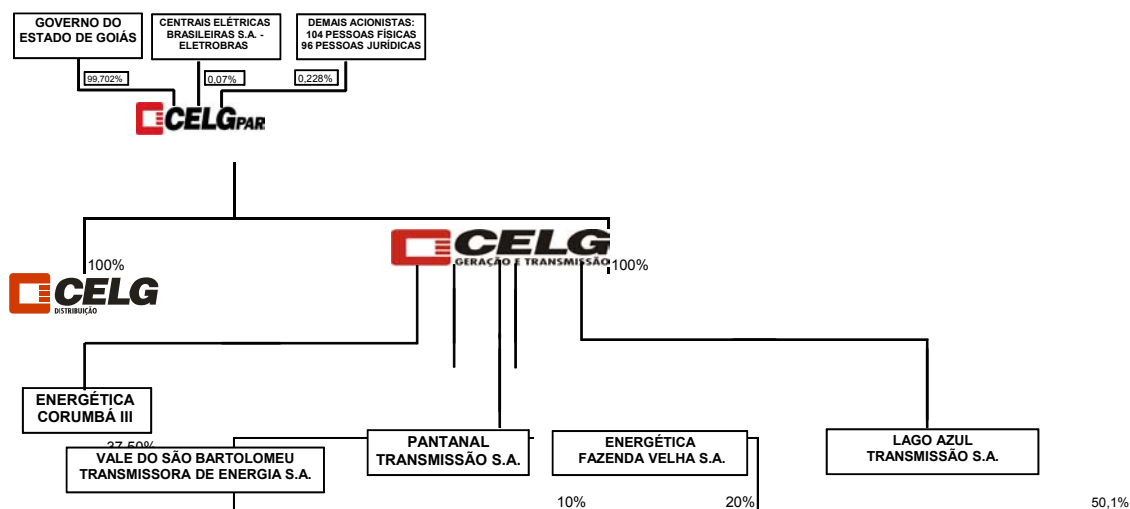 GOVERNO DO
ESTADO DE GOIÁS
CENTRAIS ELÉTRICAS
BRASILEIRAS S.A. -
ELETROBRAS
DEMAIS ACIONISTAS:
104 PESSOAS FÍSICAS
96 PESSOAS JURÍDICAS
99,702%
0,07%
0,228%
CELGPAR
CELG
GERAÇÃO E TRANSMISSÃO
100%
100%
CELG
DISTRIBUIÇÃO
ENERGÉTICA
CORUMBÁ III
37,50%
VALE DO SÃO BARTOLOMEU
TRANSMISSORA DE ENERGIA S.A.
PANTANAL
TRANSMISSÃO S.A.
ENERGÉTICA
FAZENDA VELHA S.A.
LAGO AZUL
TRANSMISSÃO S.A.
10%
20%
50,1%